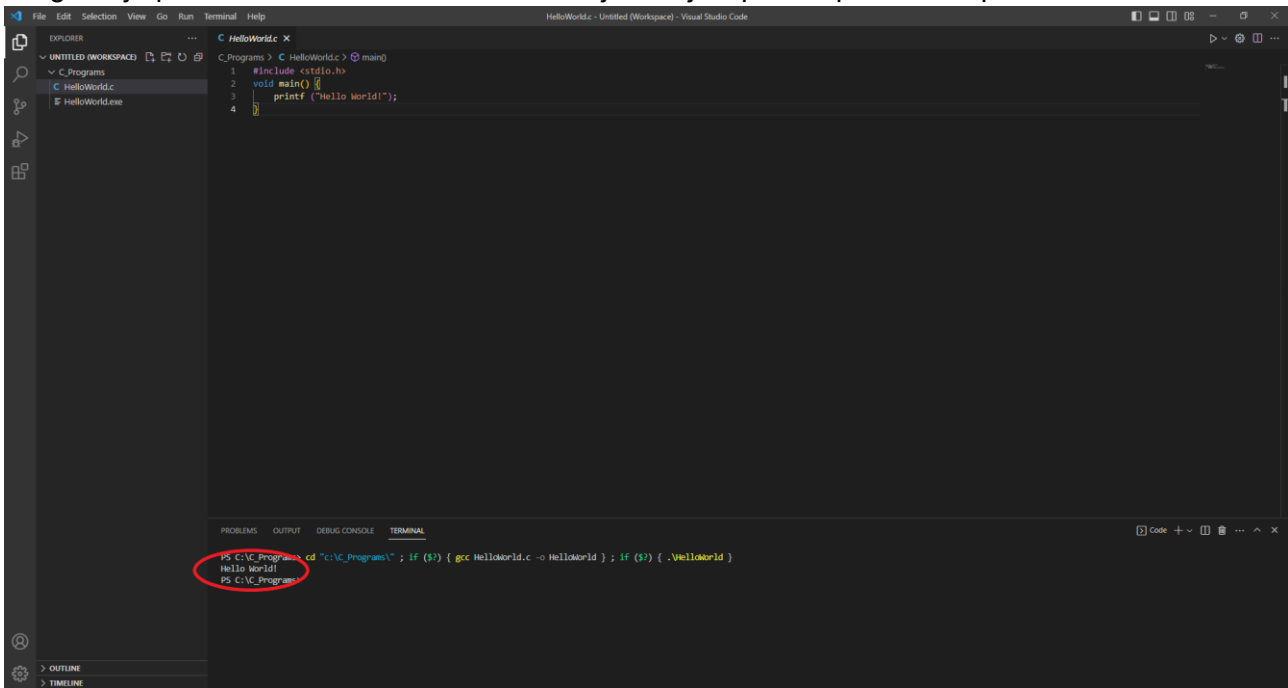 File Edit Selection View Go Run Terminal Help
HelloWorld.c - Untitled (Workspace) - Visual Studio Code
EXPLORER
UNTITLED (WORKSPACE)
C_Programs
C HelloWorld.c
HelloWorld.exe
OUTLINE
TIMELINE
C HelloWorld.c
C_Programs > C HelloWorld.c > main()
1 #include <stdio.h>
2 void main() {
3 printf ("Hello World!");
4 }
PROBLEMS OUTPUT DEBUG CONSOLE TERMINAL
Code
PS C:\C_Programs> cd "c:\C_Programs\" ; if ($?) { gcc HelloWorld.c -o HelloWorld } ; if ($?) { .\HelloWorld }
Hello World!
PS C:\C_Programs>